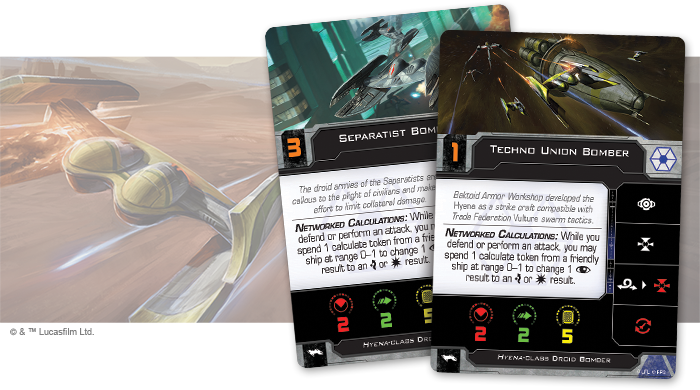 3
SEPARATIST BOM
The droid armies of the Separatists are
callous to the plight of civilians and make
effort to limit collateral damage.
NETWORKED CALCULATIONS: While
defend or perform an attack, you may
spend 1 calculate token from a friendly
ship at range 0–1 to change 1
result to an or result.
2 2 5
HYENA-CLASS DROI
1
TECHNO UNION BOMBER
Baktoid Armor Workshop developed the
Hyena as a strike craft compatible with
Trade Federation Vulture swarm tactics.
NETWORKED CALCULATIONS: While you
defend or perform an attack, you may
spend 1 calculate token from a friendly
ship at range 0–1 to change 1
result to an or result.
2 2 5
HYENA-CLASS DROID BOMBER
© & ™ Lucasfilm Ltd.